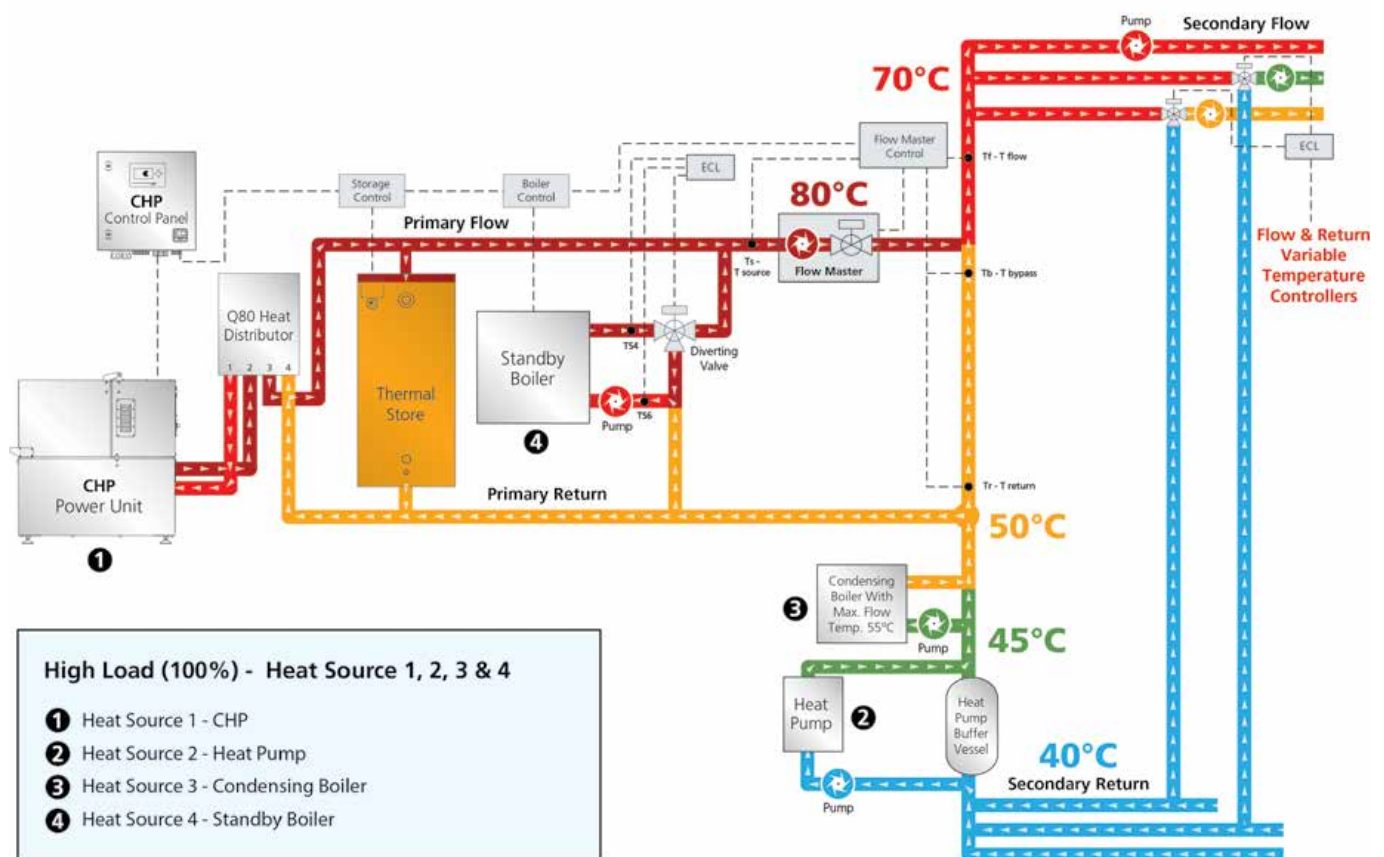 Pump
Secondary Flow
70°C
Flow Master
Control
Tf - T flow
ECL
ECL
CHP
Control Panel
Storage
Control
Boiler
Control
80°C
Primary Flow
Flow & Return
Variable
Temperature
Controllers
Ts -
T source
Flow Master
Tb - T bypass
Q80 Heat
Distributor
1 2 3 4
Standby
Boiler
TS4
Diverting
Valve
Thermal
Store
Pump
TS6
4
CHP
Power Unit
1
Primary Return
Tr - T return
50°C
Condensing
Boiler With
Max. Flow
Temp. 55°C
3
Pump
45°C
Heat
Pump
2
Heat
Pump
Buffer
Vessel
40°C
Secondary Return
Pump
High Load (100%) - Heat Source 1, 2, 3 & 4
1 Heat Source 1 - CHP
2 Heat Source 2 - Heat Pump
3 Heat Source 3 - Condensing Boiler
4 Heat Source 4 - Standby Boiler